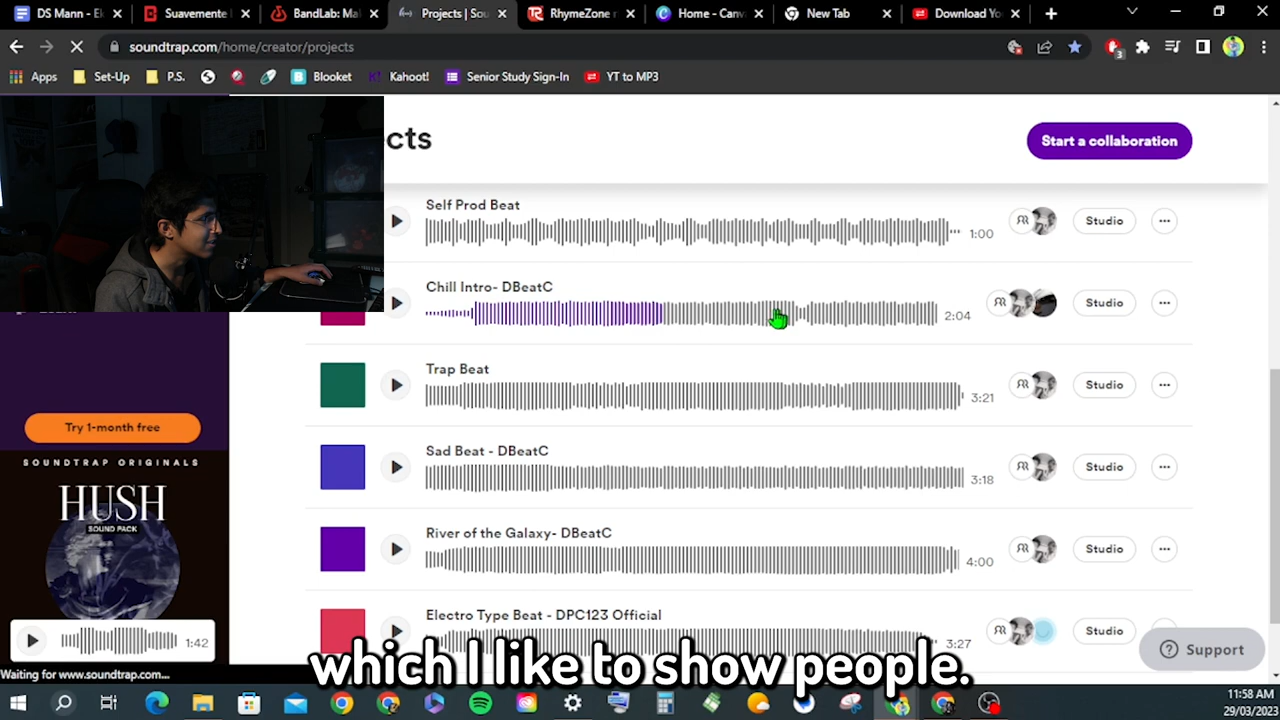 DS Mann - El
Suavemente
BandLab: Mal
Projects | Sou
RhymeZone r
Home - Canv
New Tab
Download Yo
soundtrap.com/home/creator/projects
3
Apps
Set-Up
P.S.
Blooket
K!
Kahoot!
Senior Study Sign-In
YT to MP3
cts
Start a collaboration
Self Prod Beat
1:00
Studio
Chill Intro- DBeatC
2:04
Studio
Trap Beat
3:21
Studio
Try 1-month free
Sad Beat - DBeatC
3:18
Studio
SOUNDTRAP ORIGINALS
HUSH
SOUND PACK
River of the Galaxy- DBeatC
4:00
Studio
Electro Type Beat - DPC123 Official
3:27
Studio
1:42
Support
which I like to show people.
Waiting for www.soundtrap.com...
11:58 AM
29/03/2023